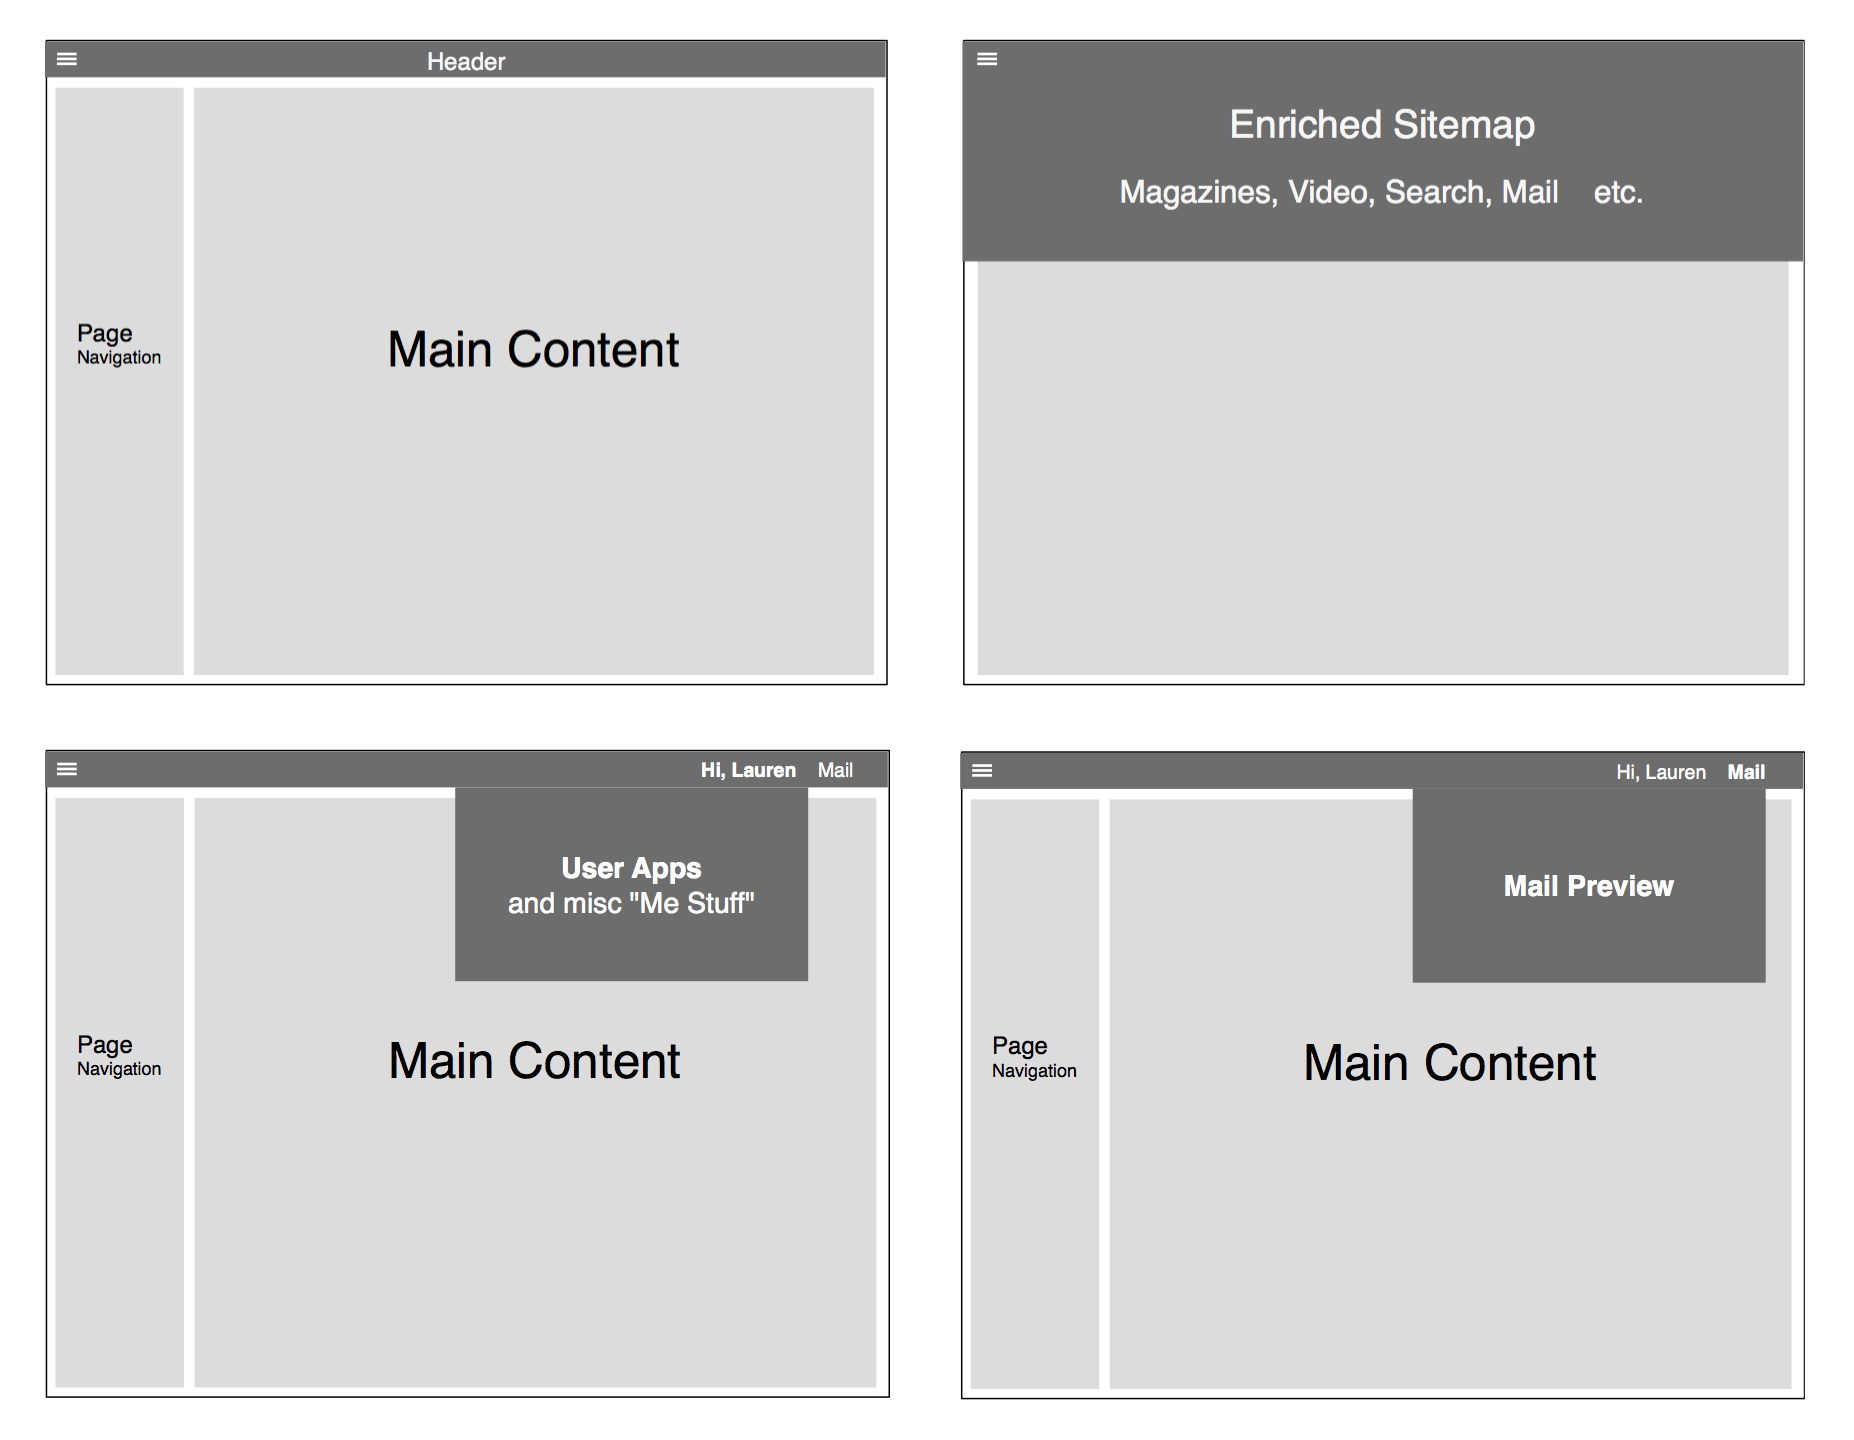 Header
Page
Navigation
Main Content
Enriched Sitemap
Magazines, Video, Search, Mail etc.
Hi, Lauren Mail
User Apps
and misc "Me Stuff"
Page
Navigation
Main Content
Hi, Lauren Mail
Mail Preview
Page
Navigation
Main Content